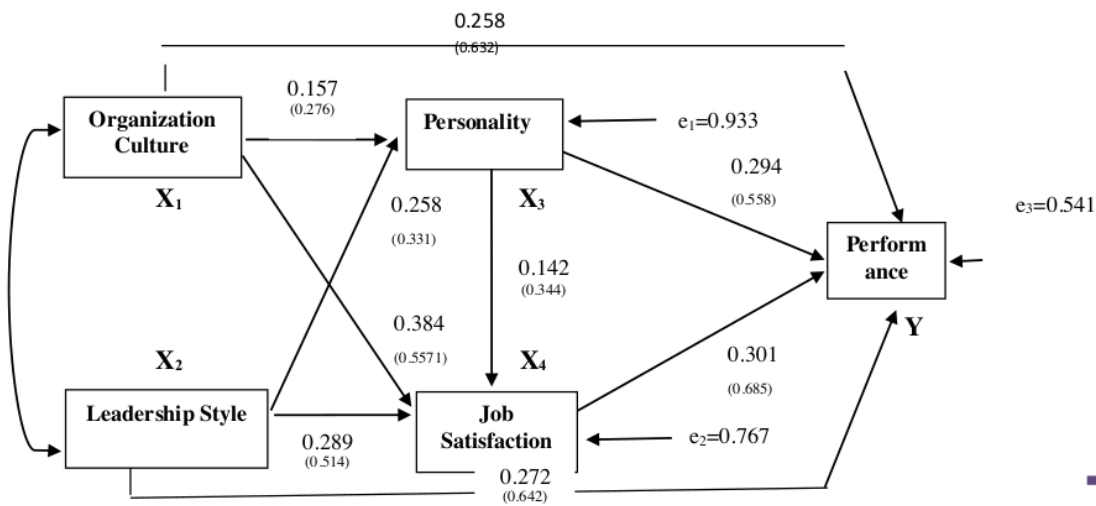 0.258
(0.632)
0.157
(0.276)
Organization
Culture
X₁
Personality
e₁=0.933
X₃
0.294
(0.558)
e₃=0.541
0.258
(0.331)
Perform
ance
Y
0.142
(0.344)
0.384
(0.5571)
X₂
X₄
0.301
(0.685)
Leadership Style
Job
Satisfaction
e₂=0.767
0.289
(0.514)
0.272
(0.642)